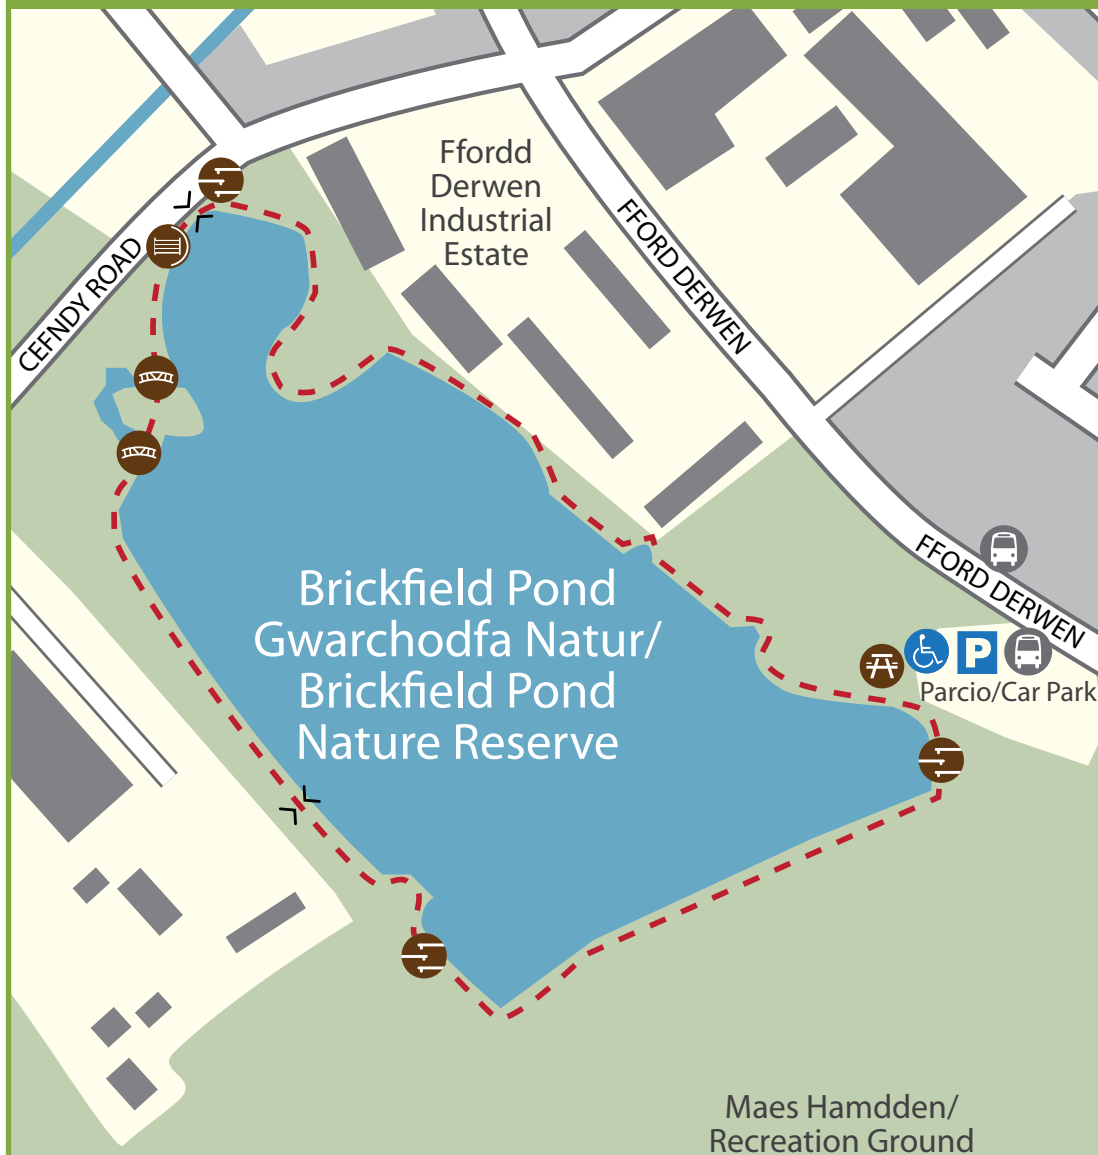 Ffordd
Derwen
Industrial
Estate
FFORD DERWEN
CEFNDY ROAD
FFORD DERWEN
Brickfield Pond
Gwarchodfa Natur/
Brickfield Pond
Nature Reserve
P
Parcio/Car Park
Maes Hamdden/
Recreation Ground